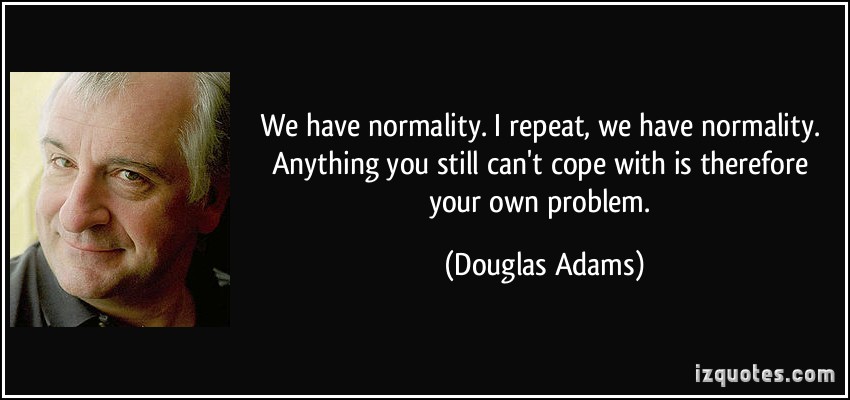 We have normality. I repeat, we have normality.
Anything you still can't cope with is therefore
your own problem.
(Douglas Adams)
izquotes.com